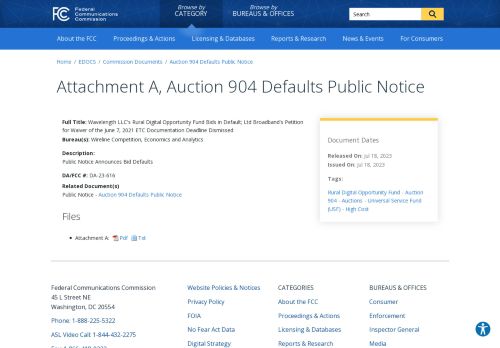 Federal
Communications
Commission
Browse by
CATEGORY
Browse by
BUREAUS & OFFICES
Search
About the FCC
Proceedings & Actions
Licensing & Databases
Reports & Research
News & Events
For Consumers
Home / EDOCS / Commission Documents / Auction 904 Defaults Public Notice
Attachment A, Auction 904 Defaults Public Notice
Full Title: Wavelength LLC's Rural Digital Opportunity Fund Bids in Default; Ltd Broadband's Petition
for Waiver of the June 7, 2021 ETC Documentation Deadline Dismissed
Bureau(s): Wireline Competition, Economics and Analytics
Description:
Public Notice Announces Bid Defaults
DA/FCC #: DA-23-616
Related Document(s)
Public Notice - Auction 904 Defaults Public Notice
Files
Attachment A: Pdf Txt
Document Dates
Released On: Jul 18, 2023
Issued On: Jul 18, 2023
Tags:
Rural Digital Opportunity Fund - Auction
904 - Auctions - Universal Service Fund
(USF) - High Cost
Federal Communications Commission
45 L Street NE
Washington, DC 20554
Phone: 1-888-225-5322
ASL Video Call: 1-844-432-2275
Website Policies & Notices
Privacy Policy
FOIA
No Fear Act Data
Digital Strategy
CATEGORIES
About the FCC
Proceedings & Actions
Licensing & Databases
Reports & Research
BUREAUS & OFFICES
Consumer
Enforcement
Inspector General
Media